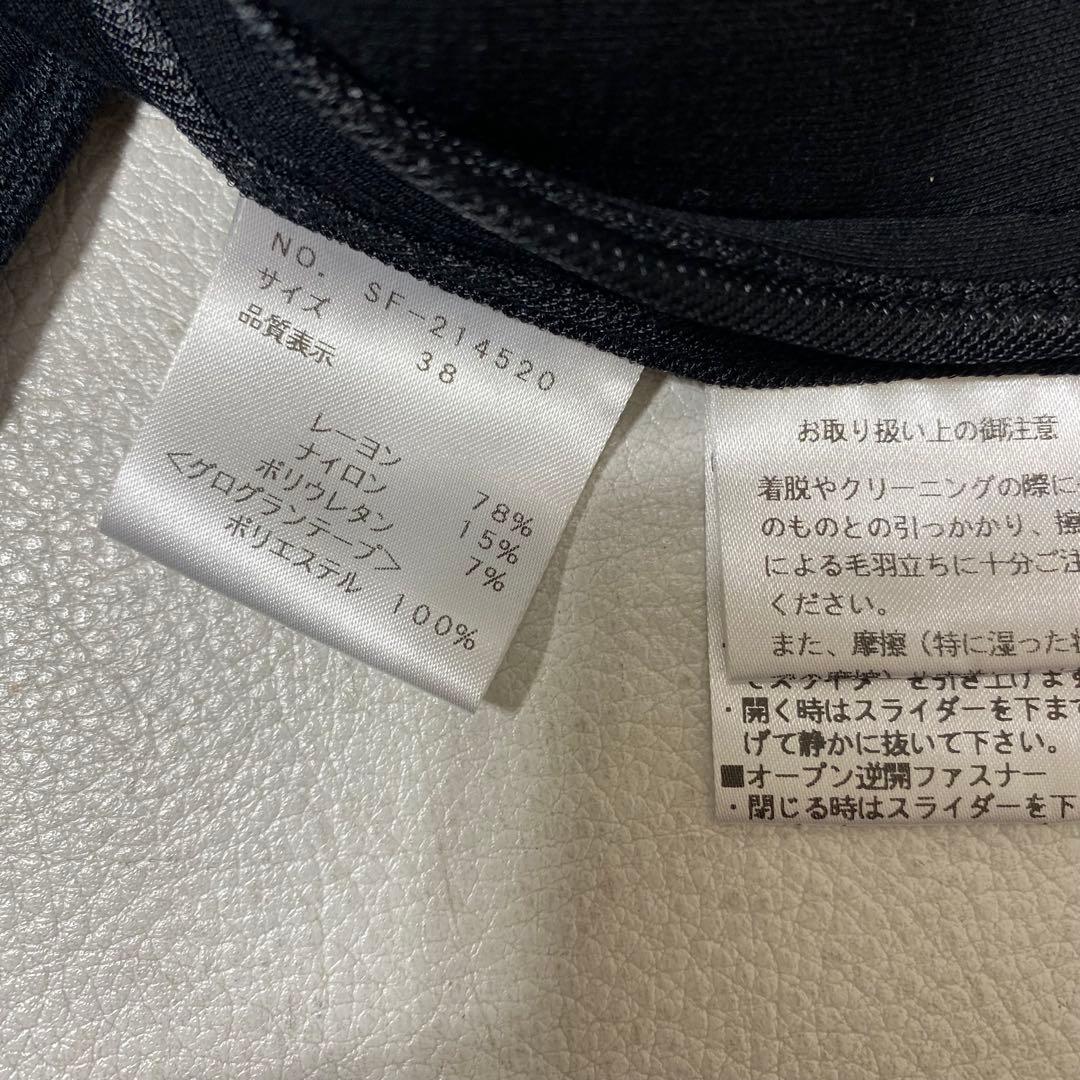 NO. SF-214520
サイズ 38
品質表示
レーヨン 78%
ナイロン 15%
ポリウレタン 7%
<グログランテープ>
ポリエステル 100%
お取り扱い上の御注意
着脱やクリーニングの際に
のものとの引っかかり、擦
による毛羽立ちに十分ご注
ください。
また、摩擦（特に湿った
を引き上げます
・開く時はスライダーを下まで
げて静かに抜いて下さい。
■オープン逆開ファスナー
・閉じる時はスライダーを下